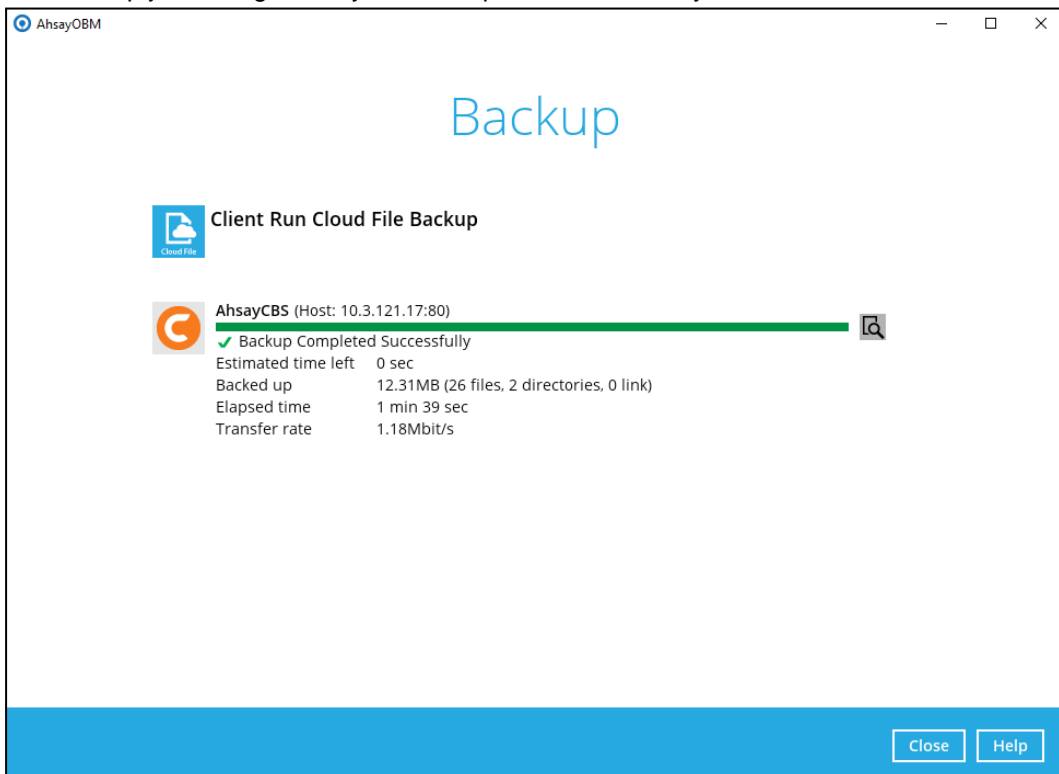 AhsayOBM
Backup
Client Run Cloud File Backup
Cloud File
AhsayCBS (Host: 10.3.121.17:80)
Backup Completed Successfully
Estimated time left 0 sec
Backed up 12.31MB (26 files, 2 directories, 0 link)
Elapsed time 1 min 39 sec
Transfer rate 1.18Mbit/s
Close Help